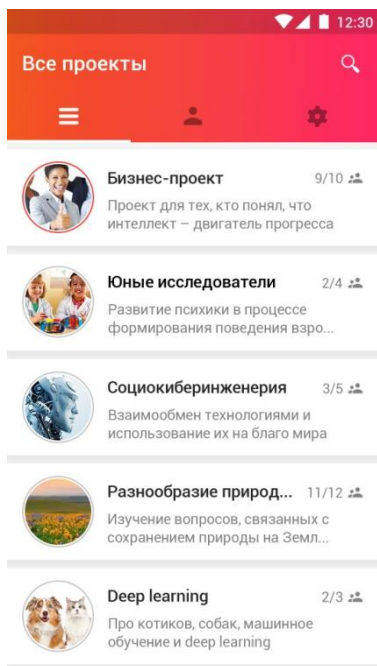 12:30
Все проекты
Бизнес-проект 9/10
Проект для тех, кто понял, что
интеллект – двигатель прогресса
Юные исследователи 2/4
Развитие психики в процессе
формирования поведения взро...
Социокиберинженерия 3/5
Взаимообмен технологиями и
использование их на благо мира
Разнообразие природ... 11/12
Изучение вопросов, связанных с
сохранением природы на Земл...
Deep learning 2/3
Про котиков, собак, машинное
обучение и deep learning